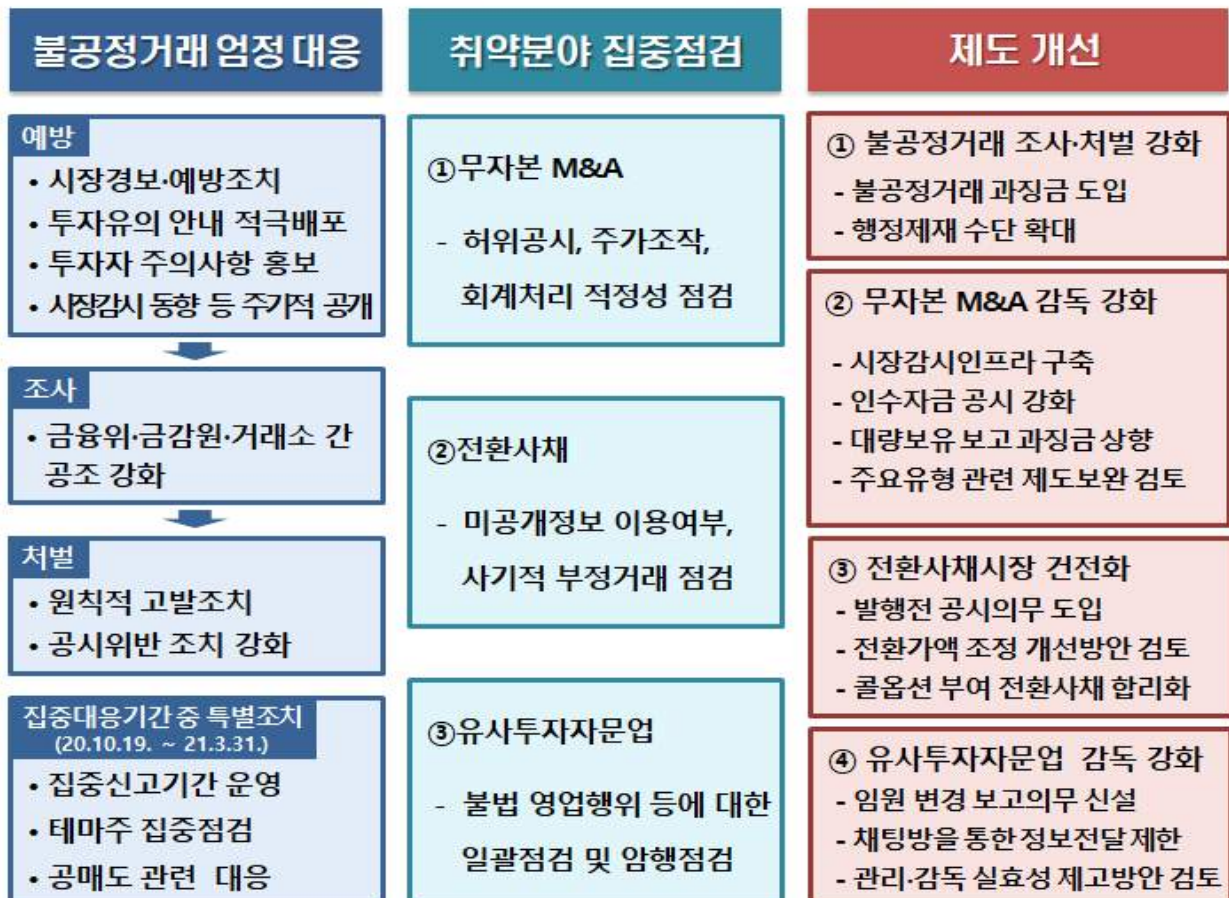 불공정거래 엄정 대응
예방
• 시장경보·예방조치
• 투자유의 안내 적극배포
• 투자자 주의사항 홍보
• 시장감시 동향 등 주기적 공개
조사
• 금융위·금감원·거래소 간
공조 강화
처벌
• 원칙적 고발조치
• 공시위반 조치 강화
집중대응기간 중 특별조치
(20.10.19. ~ 21.3.31.)
• 집중신고기간 운영
• 테마주 집중점검
• 공매도 관련 대응
취약분야 집중점검
①무자본 M&A
- 허위공시, 주가조작,
회계처리 적정성 점검
②전환사채
- 미공개정보 이용여부,
사기적 부정거래 점검
③유사투자자문업
- 불법 영업행위 등에 대한
일괄점검 및 암행점검
제도 개선
① 불공정거래 조사·처벌 강화
- 불공정거래 과징금 도입
- 행정제재 수단 확대
② 무자본 M&A 감독 강화
- 시장감시인프라 구축
- 인수자금 공시 강화
- 대량보유 보고 과징금 상향
- 주요유형 관련 제도보완 검토
③ 전환사채시장 건전화
- 발행전 공시의무 도입
- 전환가액 조정 개선방안 검토
- 콜옵션 부여 전환사채 합리화
④ 유사투자자문업 감독 강화
- 임원 변경 보고의무 신설
- 채팅방을 통한 정보전달 제한
- 관리·감독 실효성 제고방안 검토